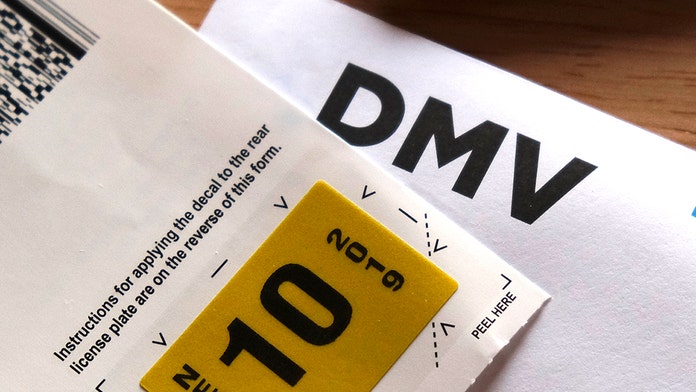 DMV
Instructions for applying the decal to the rear
license plate are on the reverse of this form.
2019
10
PEEL HERE